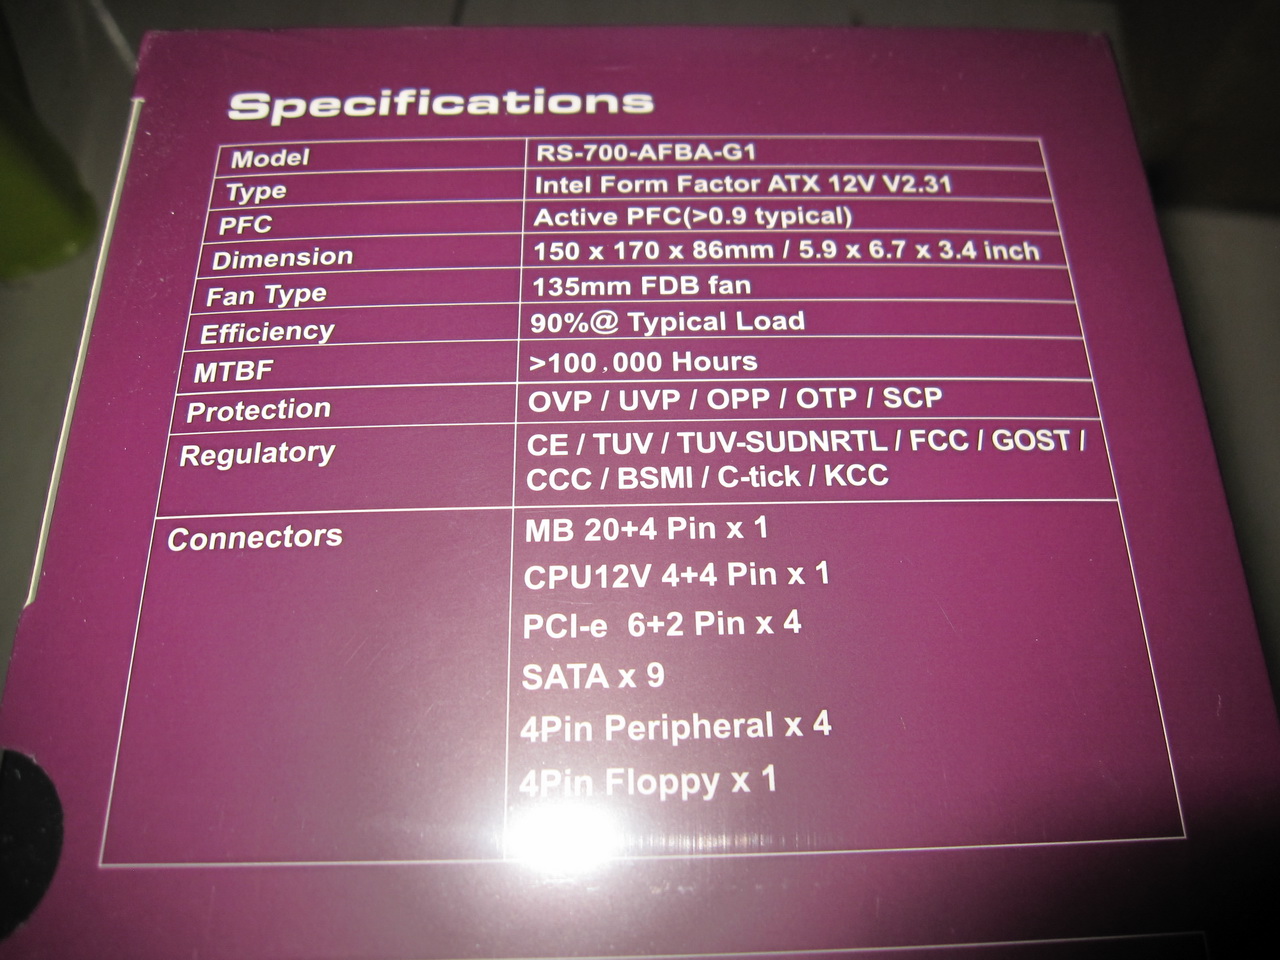 Specifications
Model RS-700-AFBA-G1
Type Intel Form Factor ATX 12V V2.31
PFC Active PFC(>0.9 typical)
Dimension 150 x 170 x 86mm / 5.9 x 6.7 x 3.4 inch
Fan Type 135mm FDB fan
Efficiency 90%@ Typical Load
MTBF >100,000 Hours
Protection OVP / UVP / OPP / OTP / SCP
Regulatory CE / TUV / TUV-SUDNRTL / FCC / GOST /
CCC / BSMI / C-tick / KCC
Connectors MB 20+4 Pin x 1
CPU12V 4+4 Pin x 1
PCI-e 6+2 Pin x 4
SATA x 9
4Pin Peripheral x 4
4Pin Floppy x 1